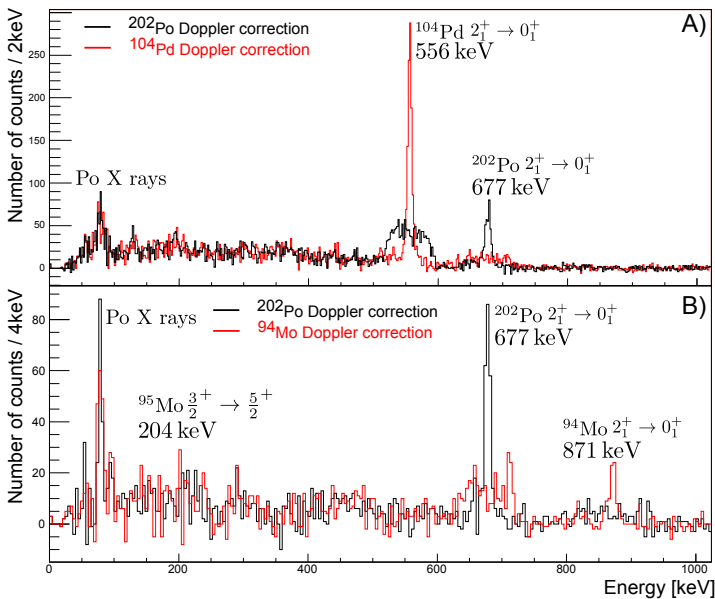 A)
²⁰²Po Doppler correction
¹⁰⁴Pd Doppler correction
¹⁰⁴Pd 2₁⁺ → 0₁⁺
556 keV
²⁰²Po 2₁⁺ → 0₁⁺
677 keV
Po X rays
Number of counts / 2keV
250
200
150
100
50
0
B)
²⁰²Po Doppler correction
⁹⁴Mo Doppler correction
Po X rays
²⁰²Po 2₁⁺ → 0₁⁺
677 keV
⁹⁵Mo 3/2⁺ → 5/2⁺
204 keV
⁹⁴Mo 2₁⁺ → 0₁⁺
871 keV
Number of counts / 4keV
80
60
40
20
0
0 200 400 600 800 1000
Energy [keV]